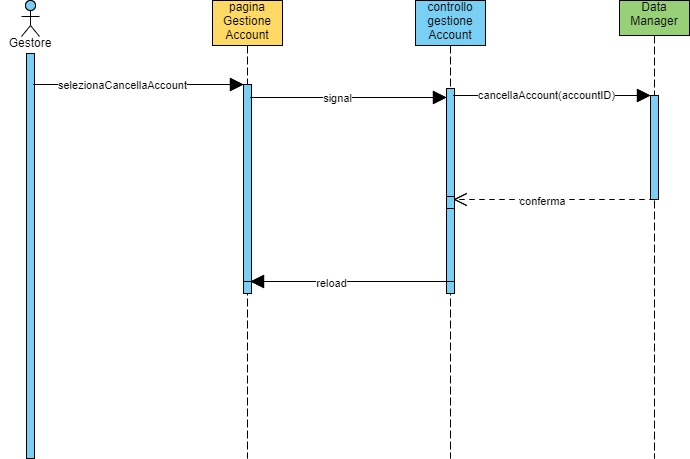 pagina
Gestione
Account
controllo
gestione
Account
Data
Manager
Gestore
selezionaCancellaAccount
signal
cancellaAccount(accountID)
conferma
reload